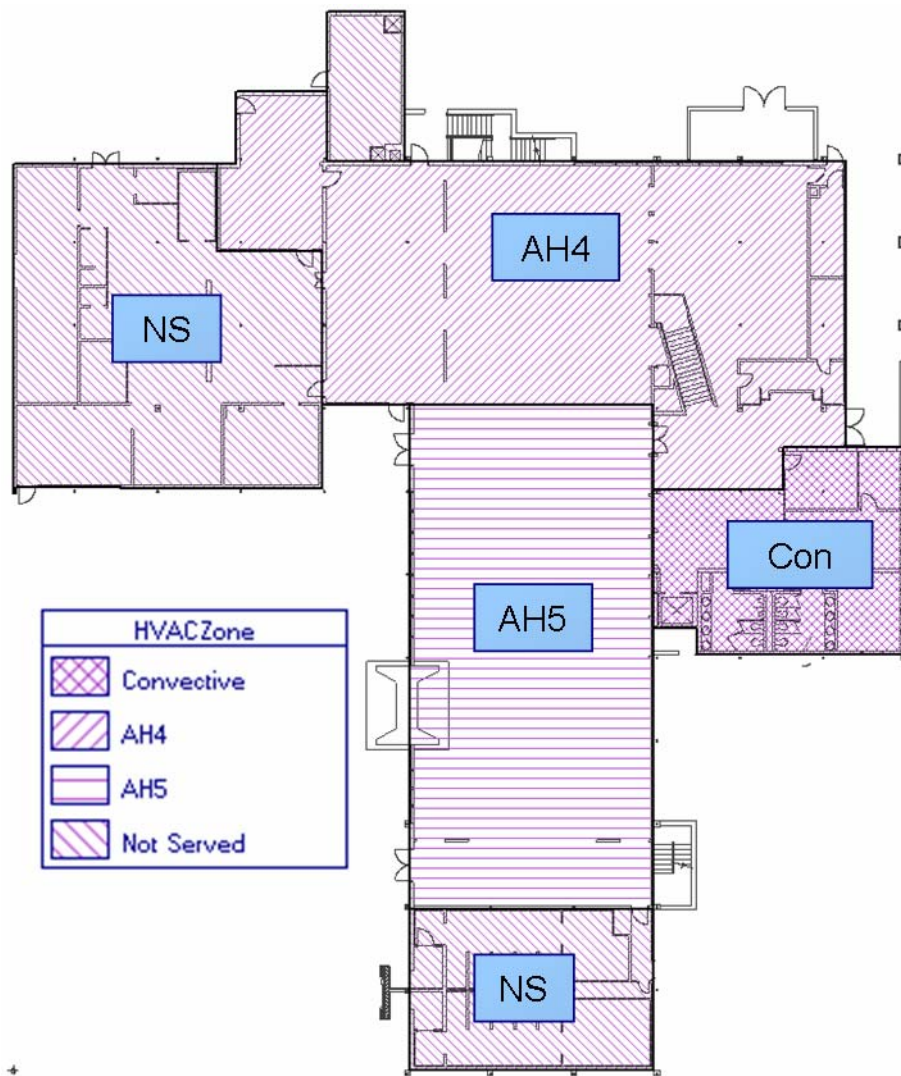 AH4
NS
Con
AH5
HVACZone
Convective
AH4
AH5
Not Served
NS